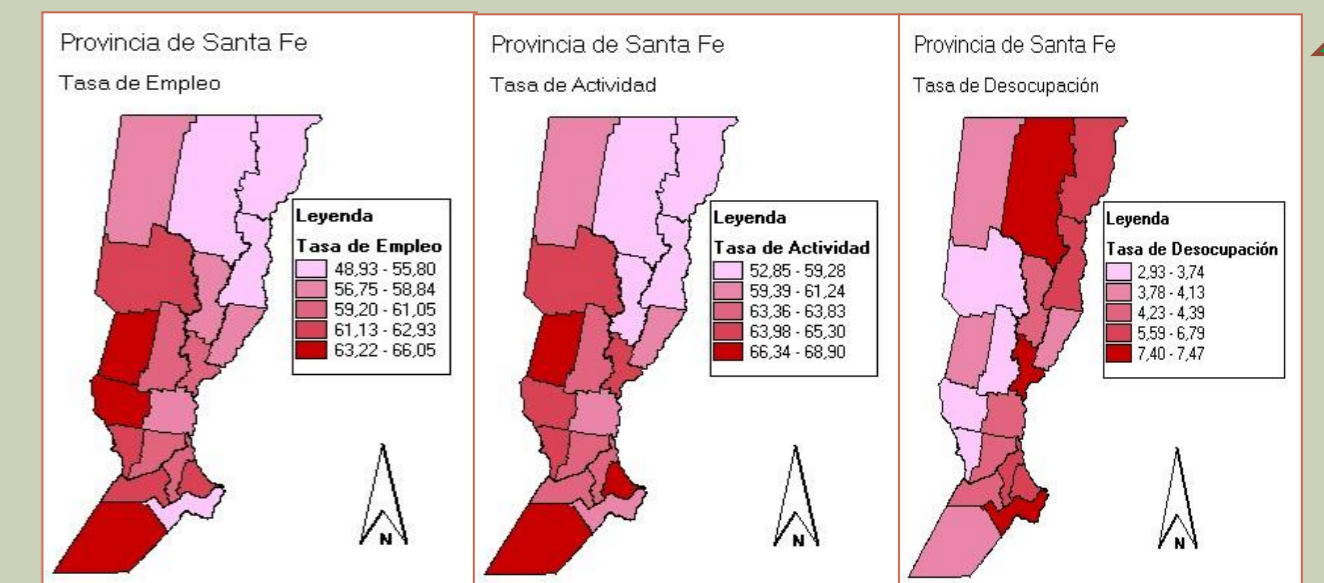 Provincia de Santa Fe
Tasa de Empleo
Leyenda
Tasa de Empleo
48,93 - 55,80
56,75 - 58,84
59,20 - 61,05
61,13 - 62,93
63,22 - 66,05
N
Provincia de Santa Fe
Tasa de Actividad
Leyenda
Tasa de Actividad
52,85 - 59,28
59,39 - 61,24
63,36 - 63,83
63,98 - 65,30
66,34 - 68,90
N
Provincia de Santa Fe
Tasa de Desocupación
Leyenda
Tasa de Desocupación
2,93 - 3,74
3,78 - 4,13
4,23 - 4,39
5,59 - 6,79
7,40 - 7,47
N